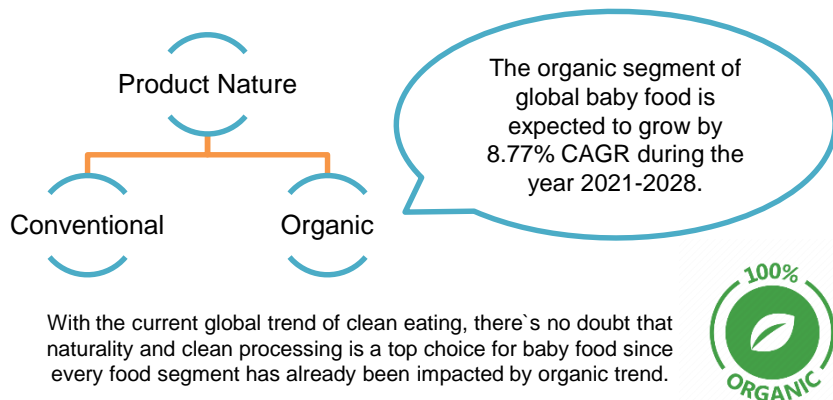 Product Nature
Conventional
Organic
The organic segment of
global baby food is
expected to grow by
8.77% CAGR during the
year 2021-2028.
100%
ORGANIC
With the current global trend of clean eating, there`s no doubt that
naturality and clean processing is a top choice for baby food since
every food segment has already been impacted by organic trend.